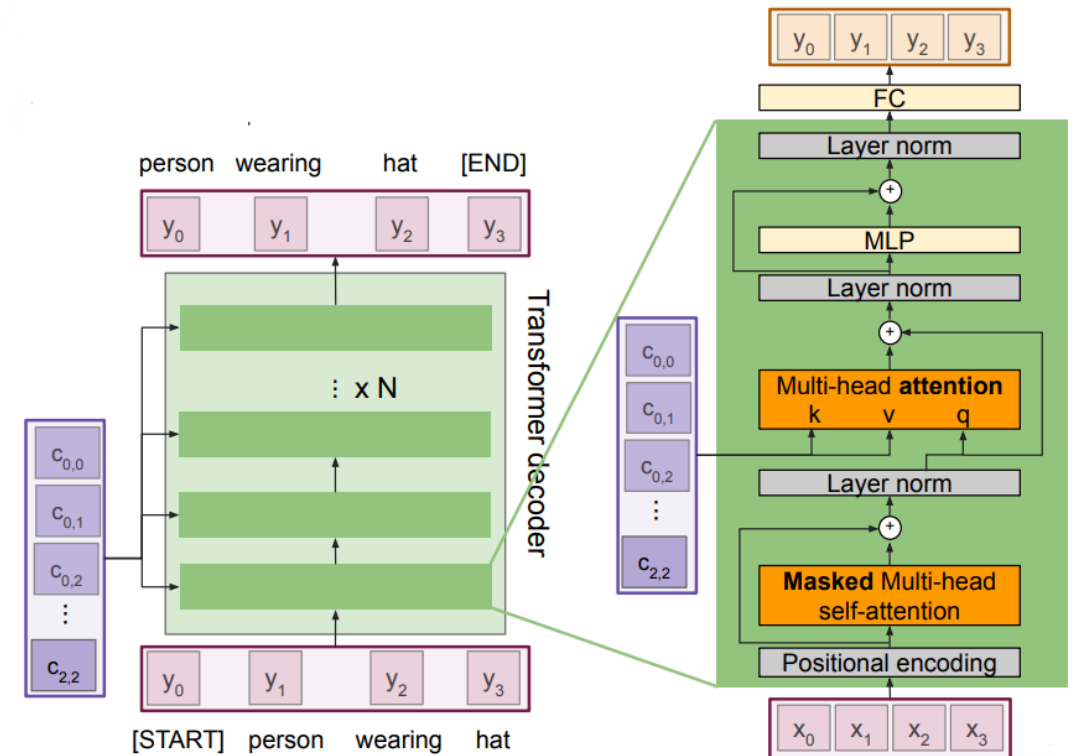 person wearing hat [END]
y0 y1 y2 y3
⋮ x N
Transformer decoder
c0,0
c0,1
c0,2
⋮
c2,2
y0 y1 y2 y3
[START] person wearing hat
y0 y1 y2 y3
FC
Layer norm
+
MLP
Layer norm
+
Multi-head attention
k v q
Layer norm
+
Masked Multi-head
self-attention
Positional encoding
x0 x1 x2 x3
c0,0
c0,1
c0,2
⋮
c2,2